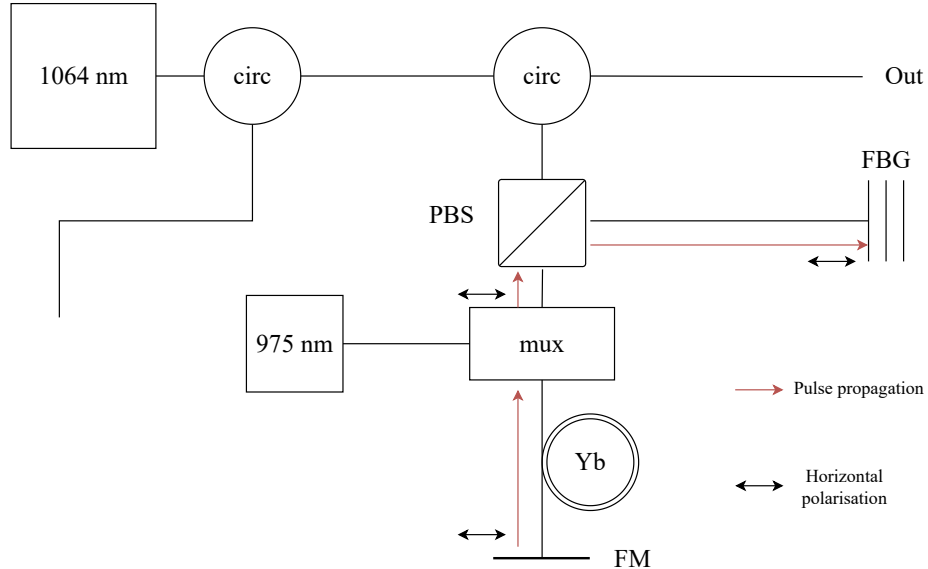 1064 nm
circ
circ
Out
FBG
PBS
975 nm
mux
Pulse propagation
Yb
Horizontal
polarisation
FM